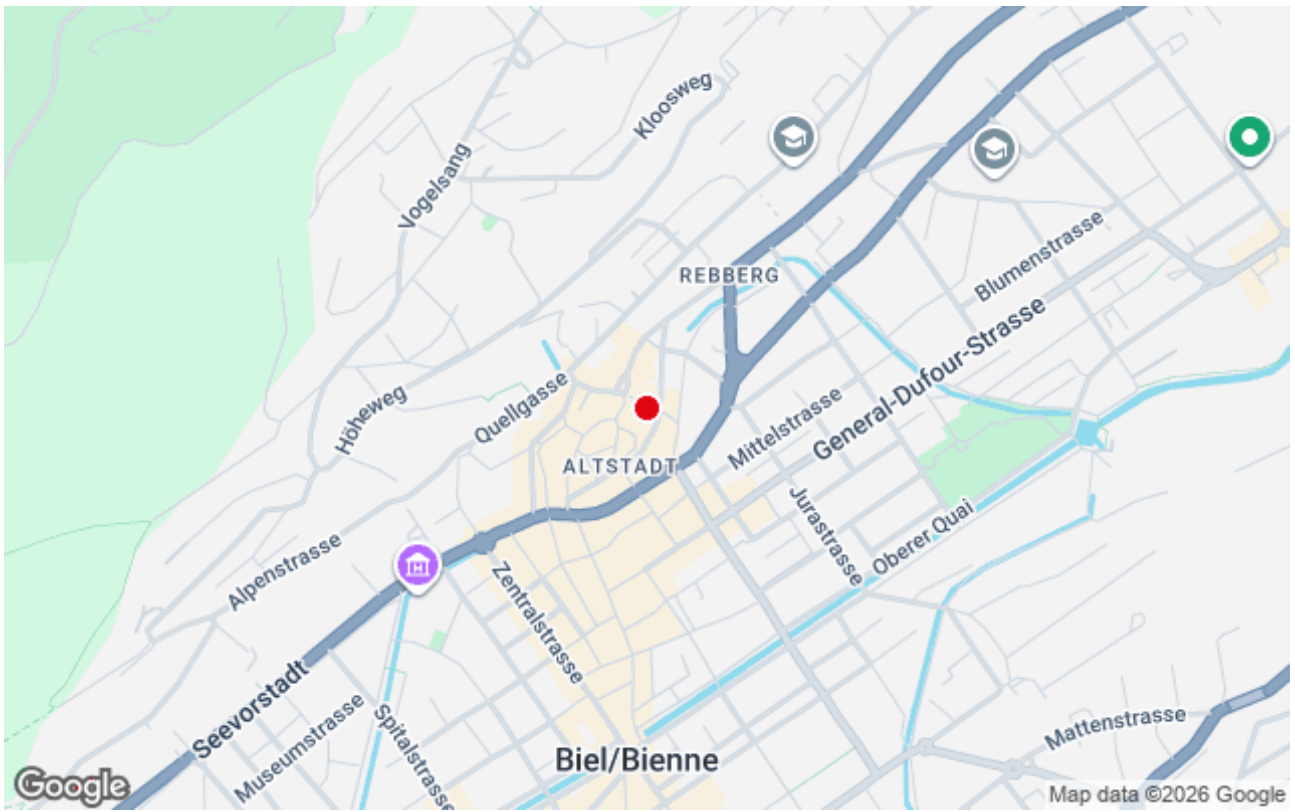 Kloosweg
Vogelsang
REBBERG
Blumenstrasse
General-Dufour-Strasse
Höheweg
Quellgasse
Mittelstrasse
ALTSTADT
Jurastrasse
Oberer Quai
Alpenstrasse
Zentralstrasse
Seevorstadt
Museumstrasse
Spitalstrasse
Mattenstrasse
Biel/Bienne
Google
Map data ©2026 Google